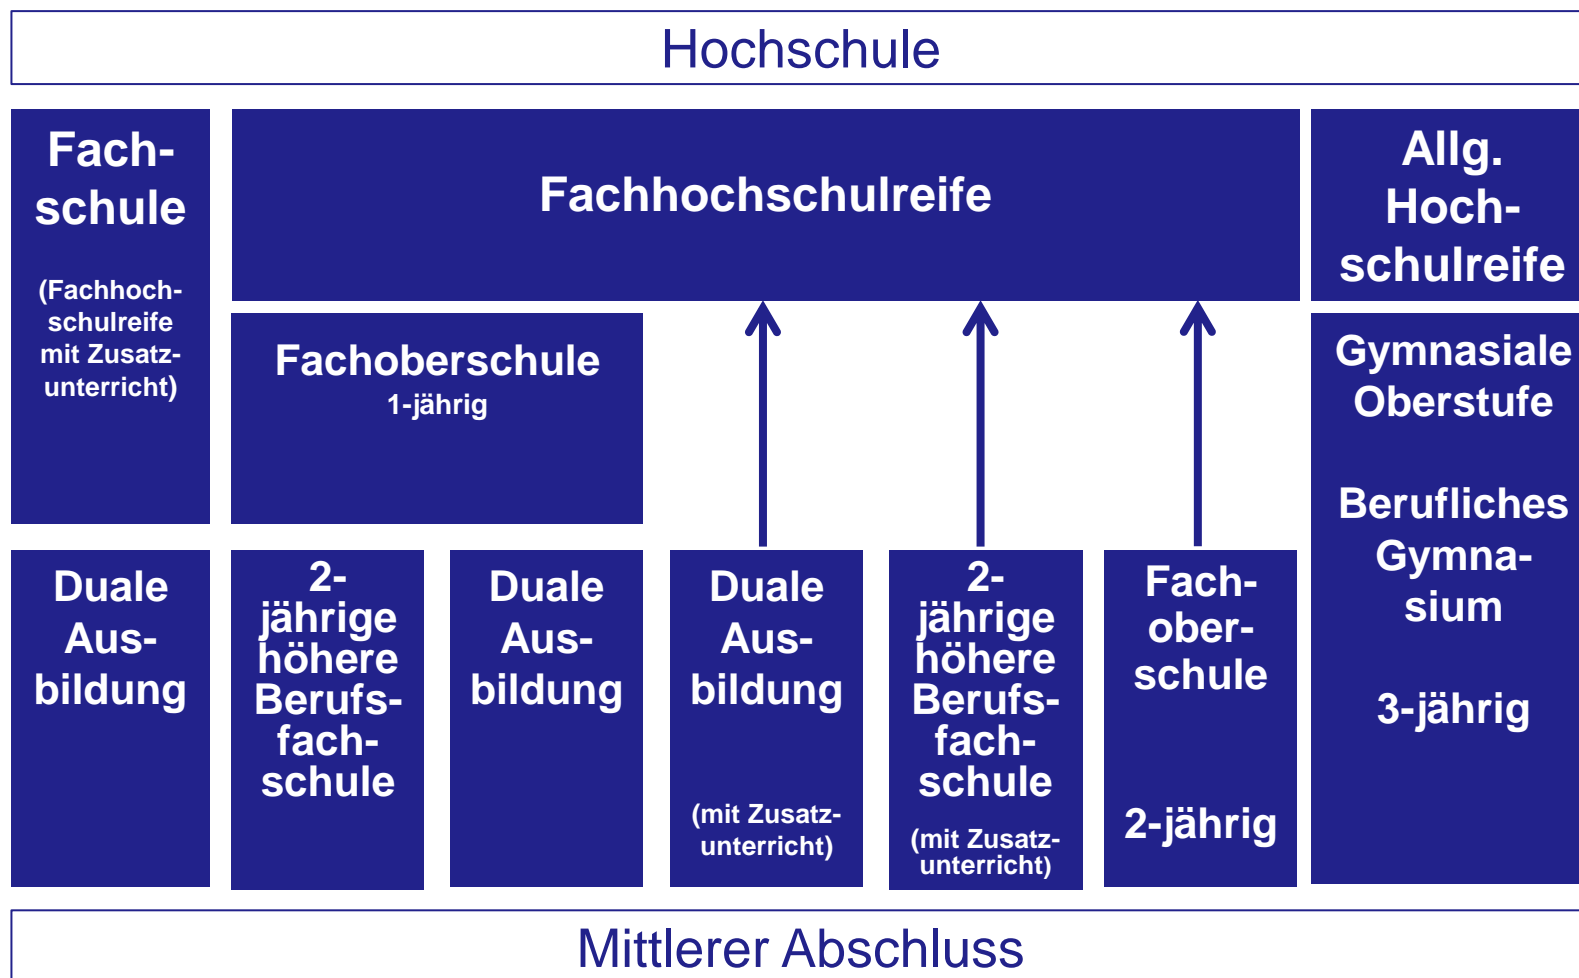 Hochschule
Fach-
schule
(Fachhoch-
schulreife
mit Zusatz-
unterricht)
Fachhochschulreife
Allg.
Hoch-
schulreife
Fachoberschule
1-jährig
Gymnasiale
Oberstufe
Berufliches
Gymna-
sium
3-jährig
Duale
Aus-
bildung
2-
jährige
höhere
Berufs-
fach-
schule
Duale
Aus-
bildung
Duale
Aus-
bildung
(mit Zusatz-
unterricht)
2-
jährige
höhere
Berufs-
fach-
schule
(mit Zusatz-
unterricht)
Fach-
ober-
schule
2-jährig
Mittlerer Abschluss